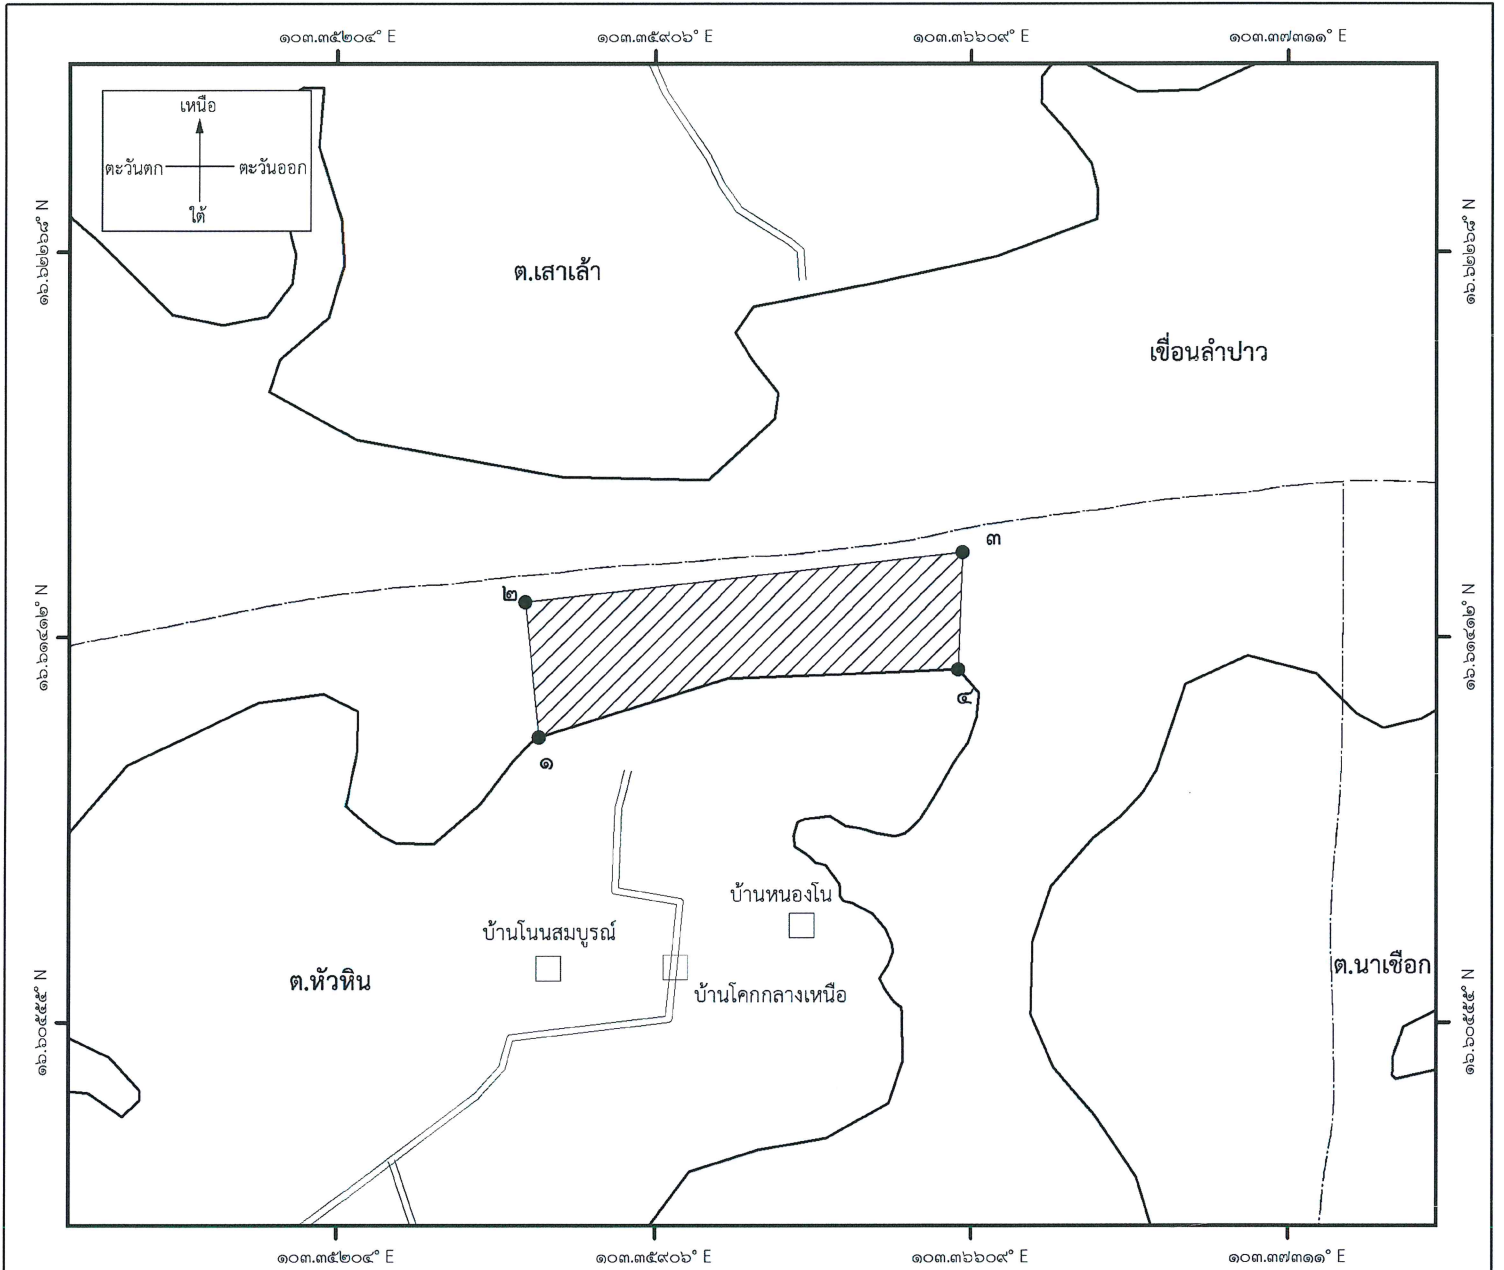 ๑๐๓.๓๕๒๐๔° E
๑๐๓.๓๕๙๐๖° E
๑๐๓.๓๖๖๐๙° E
๑๐๓.๓๗๓๑๑° E
เหนือ
ตะวันตก
ตะวันออก
ใต้
๑๖.๖๒๒๖๘° N
๑๖.๖๒๒๖๘° N
ต.เสาเล้า
เขื่อนลำปาว
๓
๒
๑๖.๖๑๔๑๒° N
๑๖.๖๑๔๑๒° N
๔
๑
บ้านหนองโน
บ้านโนนสมบูรณ์
ต.นาเชือก
ต.หัวหิน
บ้านโคกกลางเหนือ
๑๖.๖๐๕๕๕° N
๑๖.๖๐๕๕๕° N
๑๐๓.๓๕๒๐๔° E
๑๐๓.๓๕๙๐๖° E
๑๐๓.๓๖๖๐๙° E
๑๐๓.๓๗๓๑๑° E